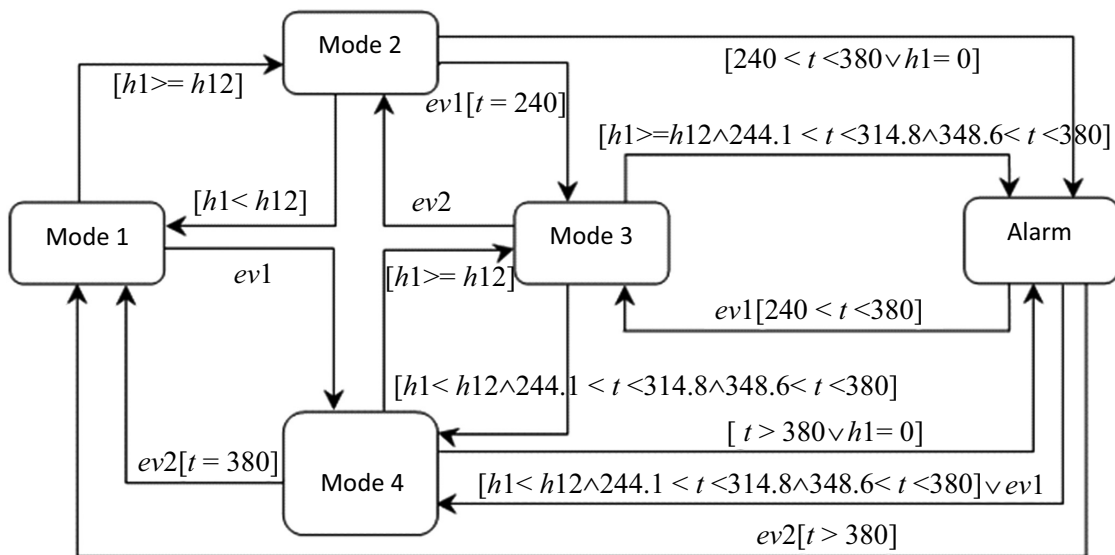 Mode 2
[240 < t <380∨h1= 0]
[h1>= h12]
ev1[t = 240]
[h1>=h12∧244.1 < t <314.8∧348.6< t <380]
[h1< h12]
ev2
Mode 1
Mode 3
Alarm
ev1
[h1>= h12]
ev1[240 < t <380]
[h1< h12∧244.1 < t <314.8∧348.6< t <380]
[ t > 380∨h1= 0]
ev2[t = 380]
Mode 4
[h1< h12∧244.1 < t <314.8∧348.6< t <380]∨ev1
ev2[t > 380]